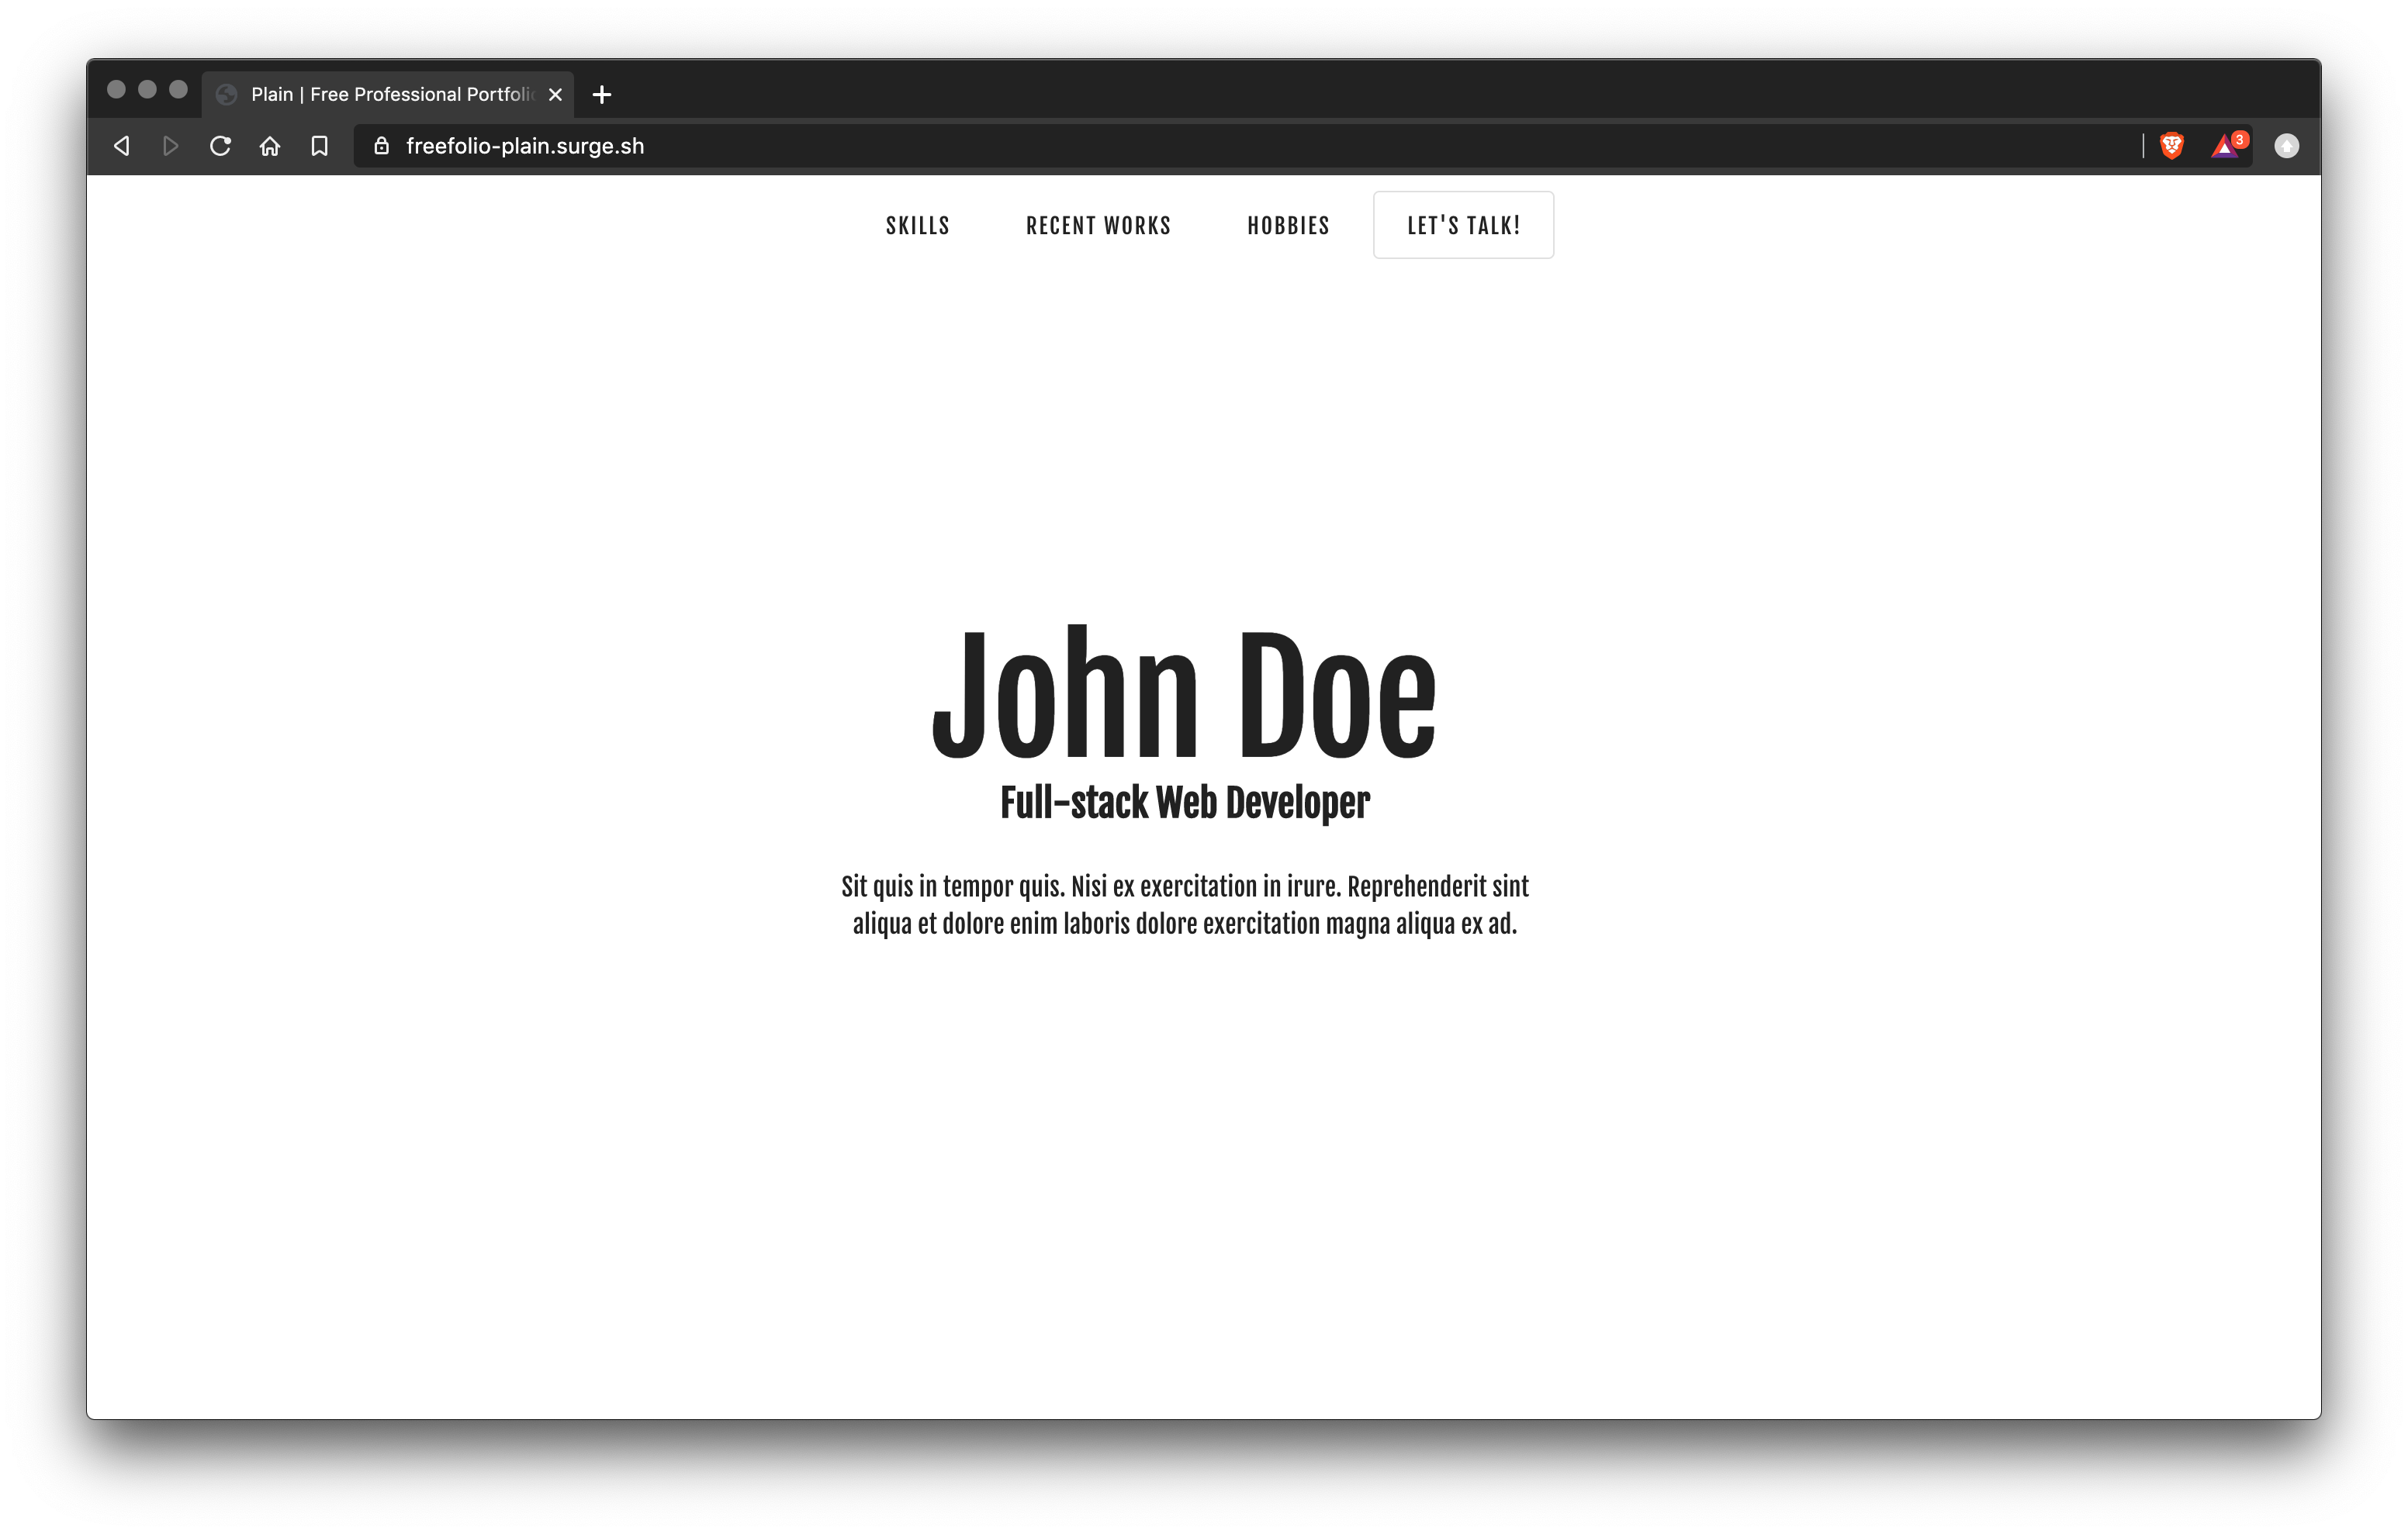 Plain | Free Professional Portfolio
freefolio-plain.surge.sh
3
SKILLS RECENT WORKS HOBBIES LET'S TALK!
John Doe
Full-stack Web Developer
Sit quis in tempor quis. Nisi ex exercitation in irure. Reprehenderit sint
aliqua et dolore enim laboris dolore exercitation magna aliqua ex ad.